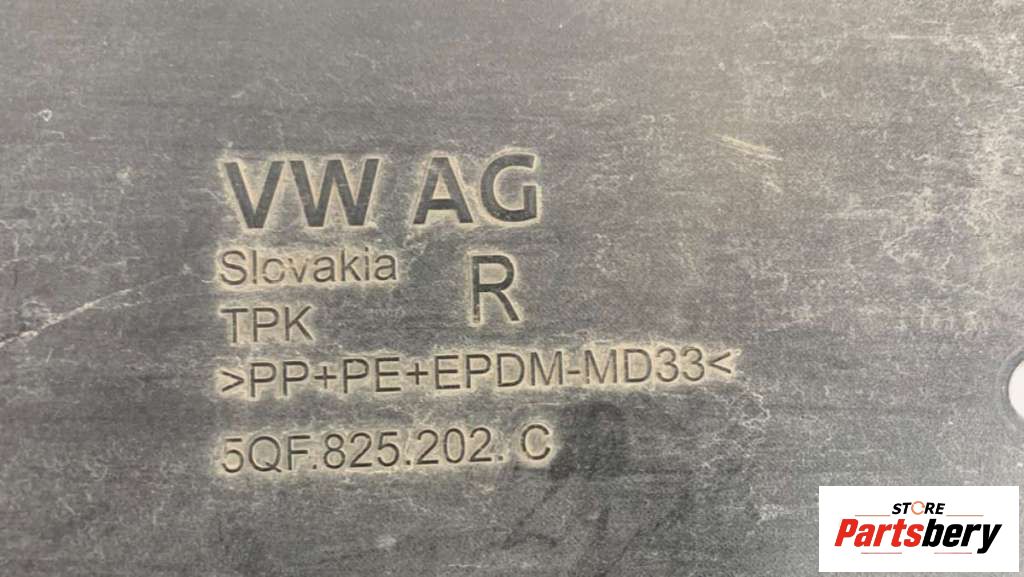 VW AG
Slovakia R
TPK
>PP+PE+EPDM-MD33<
5QF.825.202. C
STORE
Partsbery